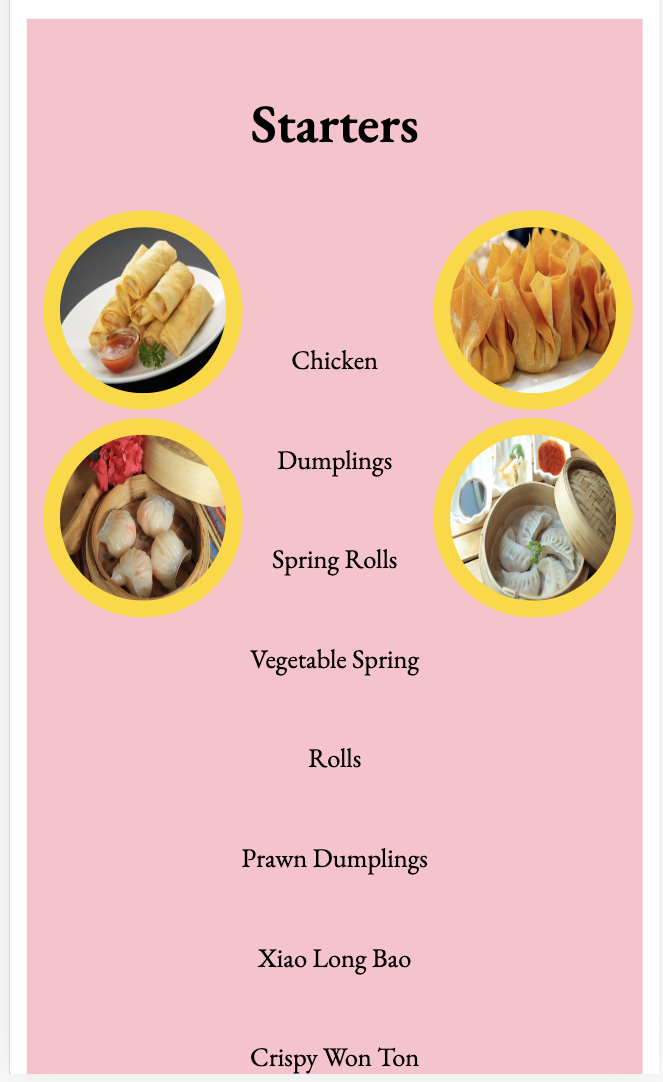 Starters
Chicken
Dumplings
Spring Rolls
Vegetable Spring
Rolls
Prawn Dumplings
Xiao Long Bao
Crispy Won Ton